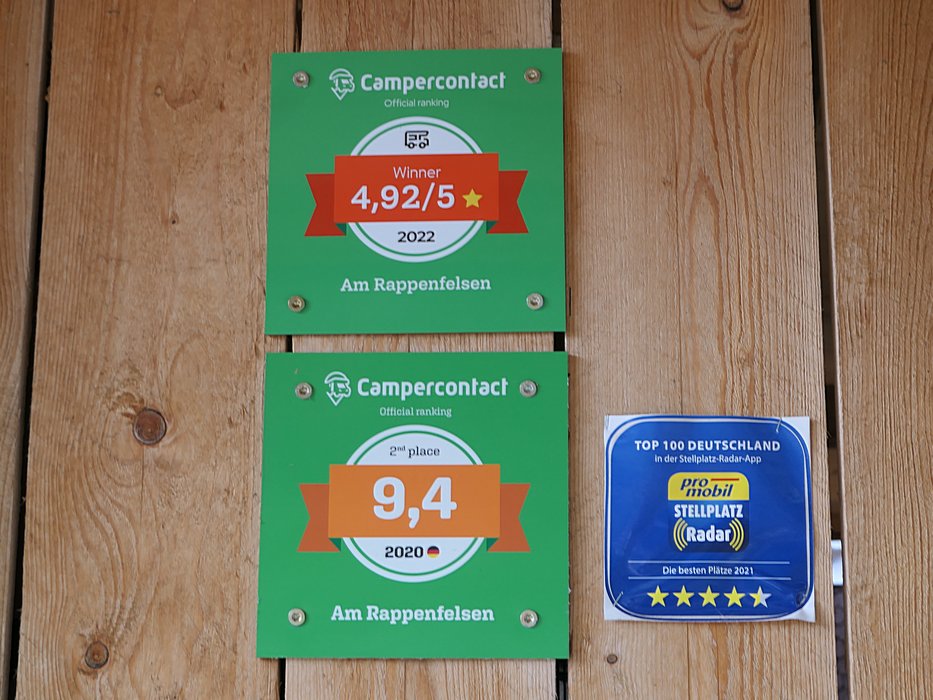 Campercontact
Official ranking
Winner
4,92/5
2022
Am Rappenfelsen
Campercontact
Official ranking
2nd place
9,4
2020
Am Rappenfelsen
TOP 100 DEUTSCHLAND
in der Stellplatz-Radar-App
pro
mobil
STELLPLATZ
Radar
Die besten Plätze 2021